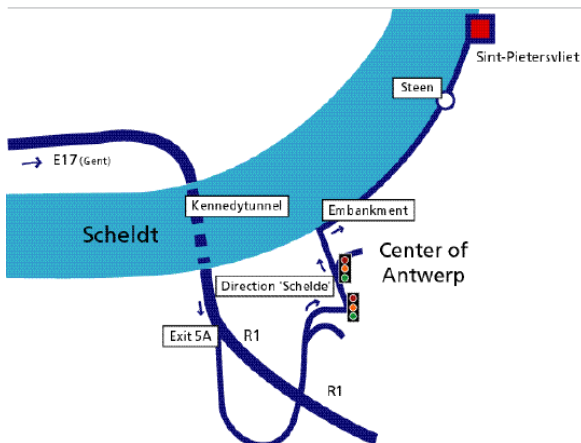 Sint-Pietersvliet
Steen
E17 (Gent)
Kennedytunnel
Embankment
Scheldt
Center of
Antwerp
Direction 'Schelde'
Exit 5A
R1
R1